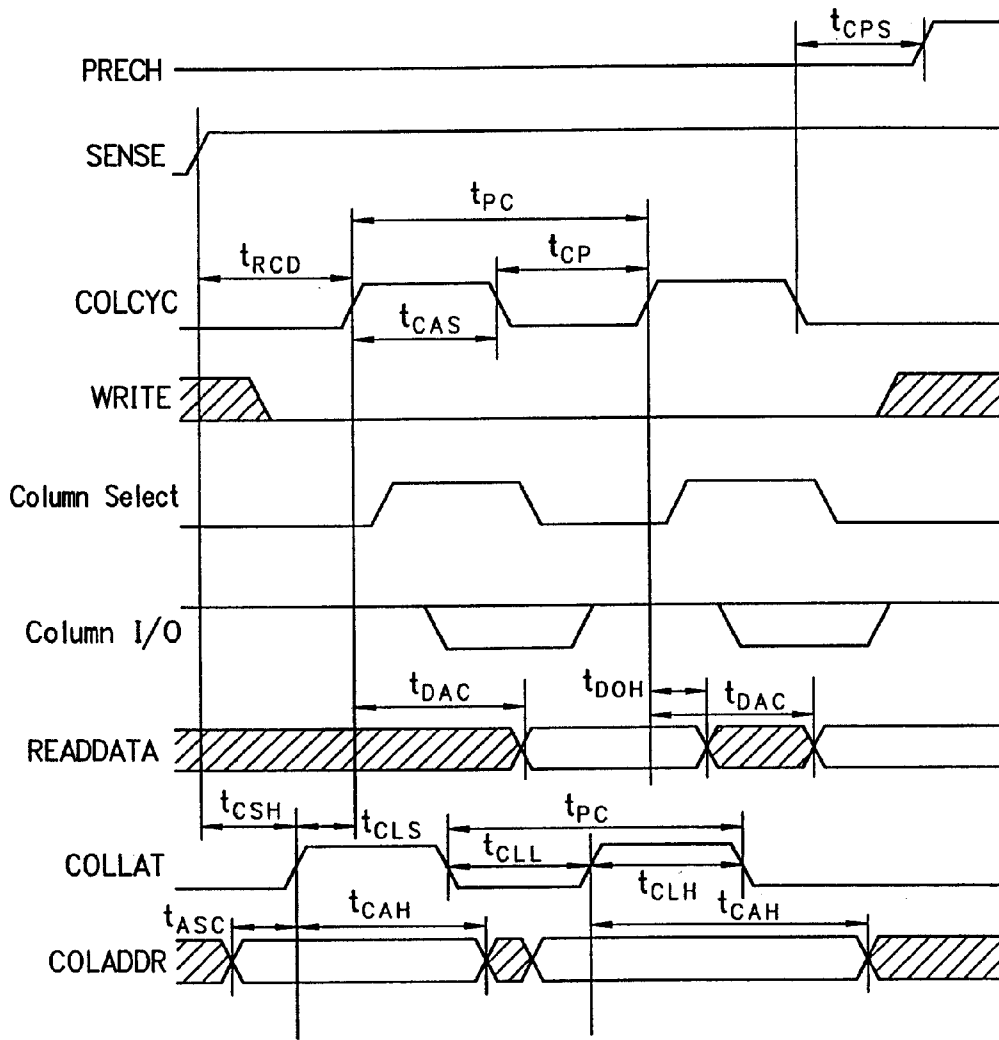 tCPS
PRECH
SENSE
tPC
tRCD
tCP
COLCYC
tCAS
WRITE
Column Select
Column I/O
tDAC
tDOH
tDAC
READDATA
tCSH
tCLS
tPC
COLLAT
tCLL
tCLH
tASC
tCAH
tCAH
COLADDR